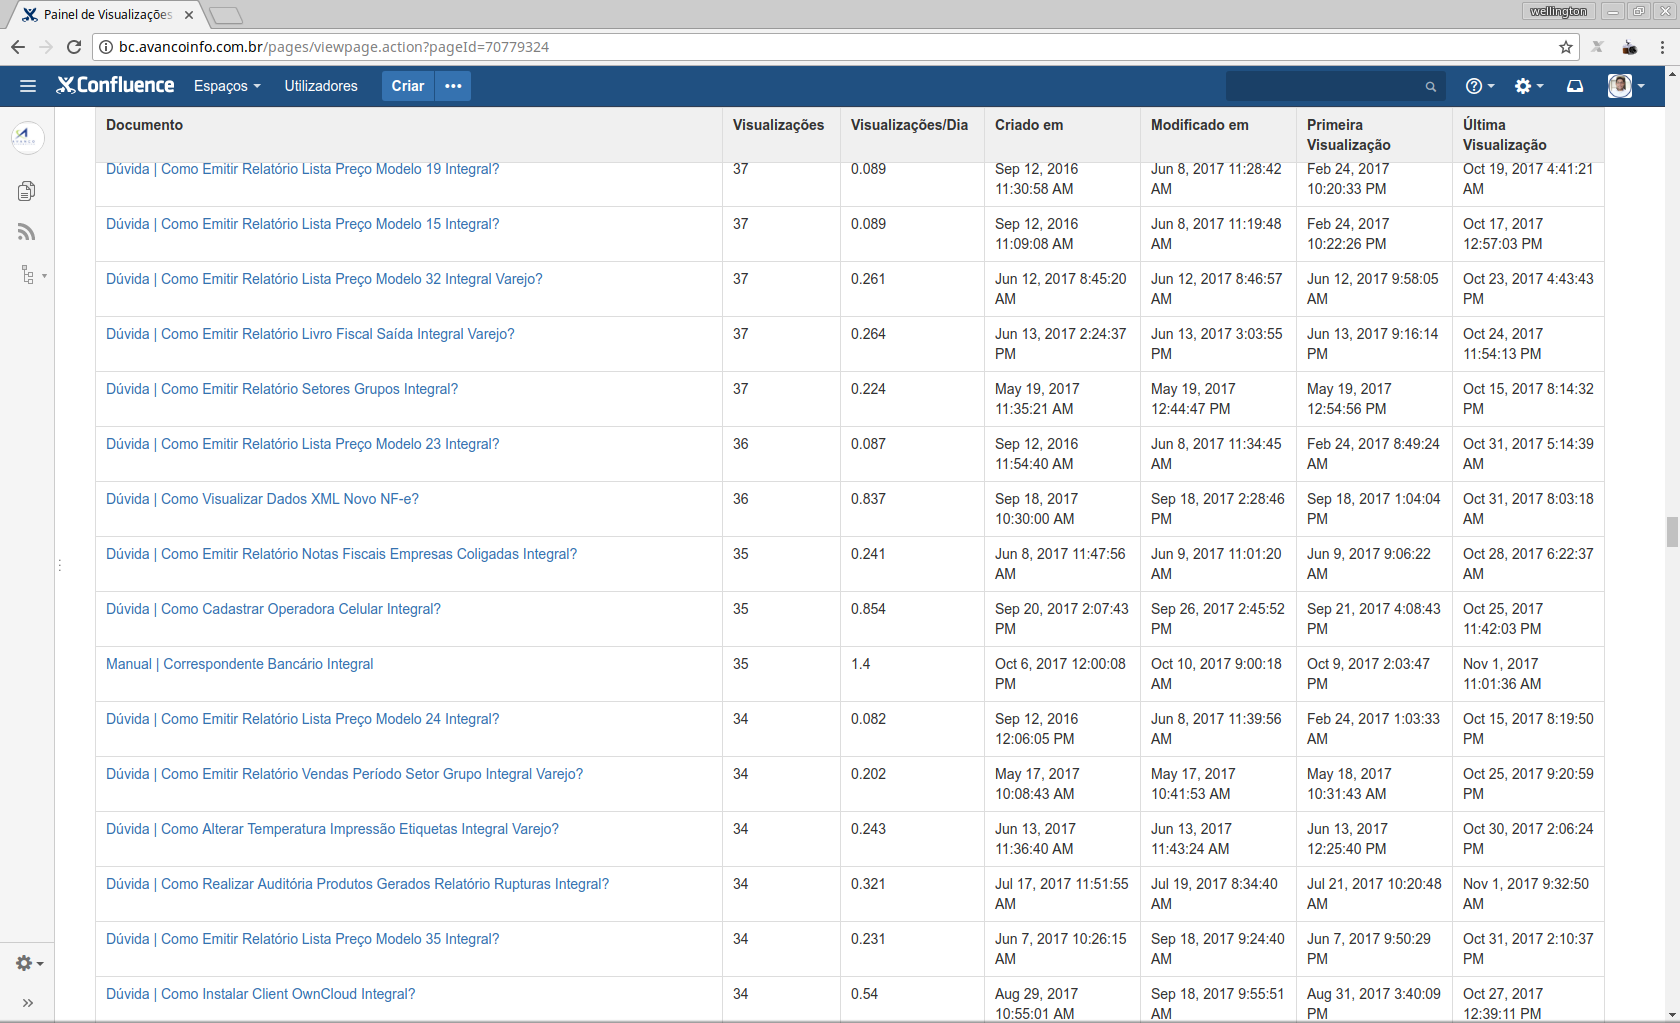 Painel de Visualizações
wellington
bc.avancoinfo.com.br/pages/viewpage.action?pageId=70779324
Confluence Espaços Utilizadores Criar •••
Documento Visualizações Visualizações/Dia Criado em Modificado em Primeira Última
Visualização Visualização
Dúvida | Como Emitir Relatório Lista Preço Modelo 19 Integral? 37 0.089 Sep 12, 2016 Jun 8, 2017 11:28:42 Feb 24, 2017 Oct 19, 2017 4:41:21
11:30:58 AM AM 10:20:33 PM AM
Dúvida | Como Emitir Relatório Lista Preço Modelo 15 Integral? 37 0.089 Sep 12, 2016 Jun 8, 2017 11:19:48 Feb 24, 2017 Oct 17, 2017
11:09:08 AM AM 10:22:26 PM 12:57:03 PM
Dúvida | Como Emitir Relatório Lista Preço Modelo 32 Integral Varejo? 37 0.261 Jun 12, 2017 8:45:20 Jun 12, 2017 8:46:57 Jun 12, 2017 9:58:05 Oct 23, 2017 4:43:43
AM AM AM PM
Dúvida | Como Emitir Relatório Livro Fiscal Saída Integral Varejo? 37 0.264 Jun 13, 2017 2:24:37 Jun 13, 2017 3:03:55 Jun 13, 2017 9:16:14 Oct 24, 2017
PM PM PM 11:54:13 PM
Dúvida | Como Emitir Relatório Setores Grupos Integral? 37 0.224 May 19, 2017 May 19, 2017 May 19, 2017 Oct 15, 2017 8:14:32
11:35:21 AM 12:44:47 PM 12:54:56 PM PM
Dúvida | Como Emitir Relatório Lista Preço Modelo 23 Integral? 36 0.087 Sep 12, 2016 Jun 8, 2017 11:34:45 Feb 24, 2017 8:49:24 Oct 31, 2017 5:14:39
11:54:40 AM AM AM AM
Dúvida | Como Visualizar Dados XML Novo NF-e? 36 0.837 Sep 18, 2017 Sep 18, 2017 2:28:46 Sep 18, 2017 1:04:04 Oct 31, 2017 8:03:18
10:30:00 AM PM PM AM
Dúvida | Como Emitir Relatório Notas Fiscais Empresas Coligadas Integral? 35 0.241 Jun 8, 2017 11:47:56 Jun 9, 2017 11:01:20 Jun 9, 2017 9:06:22 Oct 28, 2017 6:22:37
AM AM AM AM
Dúvida | Como Cadastrar Operadora Celular Integral? 35 0.854 Sep 20, 2017 2:07:43 Sep 26, 2017 2:45:52 Sep 21, 2017 4:08:43 Oct 25, 2017
PM PM PM 11:42:03 PM
Manual | Correspondente Bancário Integral 35 1.4 Oct 6, 2017 12:00:08 Oct 10, 2017 9:00:18 Oct 9, 2017 2:03:47 Nov 1, 2017
PM AM PM 11:01:36 AM
Dúvida | Como Emitir Relatório Lista Preço Modelo 24 Integral? 34 0.082 Sep 12, 2016 Jun 8, 2017 11:39:56 Feb 24, 2017 1:03:33 Oct 15, 2017 8:19:50
12:06:05 PM AM AM PM
Dúvida | Como Emitir Relatório Vendas Período Setor Grupo Integral Varejo? 34 0.202 May 17, 2017 May 17, 2017 May 18, 2017 Oct 25, 2017 9:20:59
10:08:43 AM 10:41:53 AM 10:31:43 AM PM
Dúvida | Como Alterar Temperatura Impressão Etiquetas Integral Varejo? 34 0.243 Jun 13, 2017 Jun 13, 2017 Jun 13, 2017 Oct 30, 2017 2:06:24
11:36:40 AM 11:43:24 AM 12:25:40 PM PM
Dúvida | Como Realizar Auditória Produtos Gerados Relatório Rupturas Integral? 34 0.321 Jul 17, 2017 11:51:55 Jul 19, 2017 8:34:40 Jul 21, 2017 10:20:48 Nov 1, 2017 9:32:50
AM AM AM AM
Dúvida | Como Emitir Relatório Lista Preço Modelo 35 Integral? 34 0.231 Jun 7, 2017 10:26:15 Sep 18, 2017 9:24:40 Jun 7, 2017 9:50:29 Oct 31, 2017 2:10:37
AM AM PM PM
Dúvida | Como Instalar Client OwnCloud Integral? 34 0.54 Aug 29, 2017 Sep 18, 2017 9:55:51 Aug 31, 2017 3:40:09 Oct 27, 2017
10:55:01 AM AM PM 12:39:11 PM